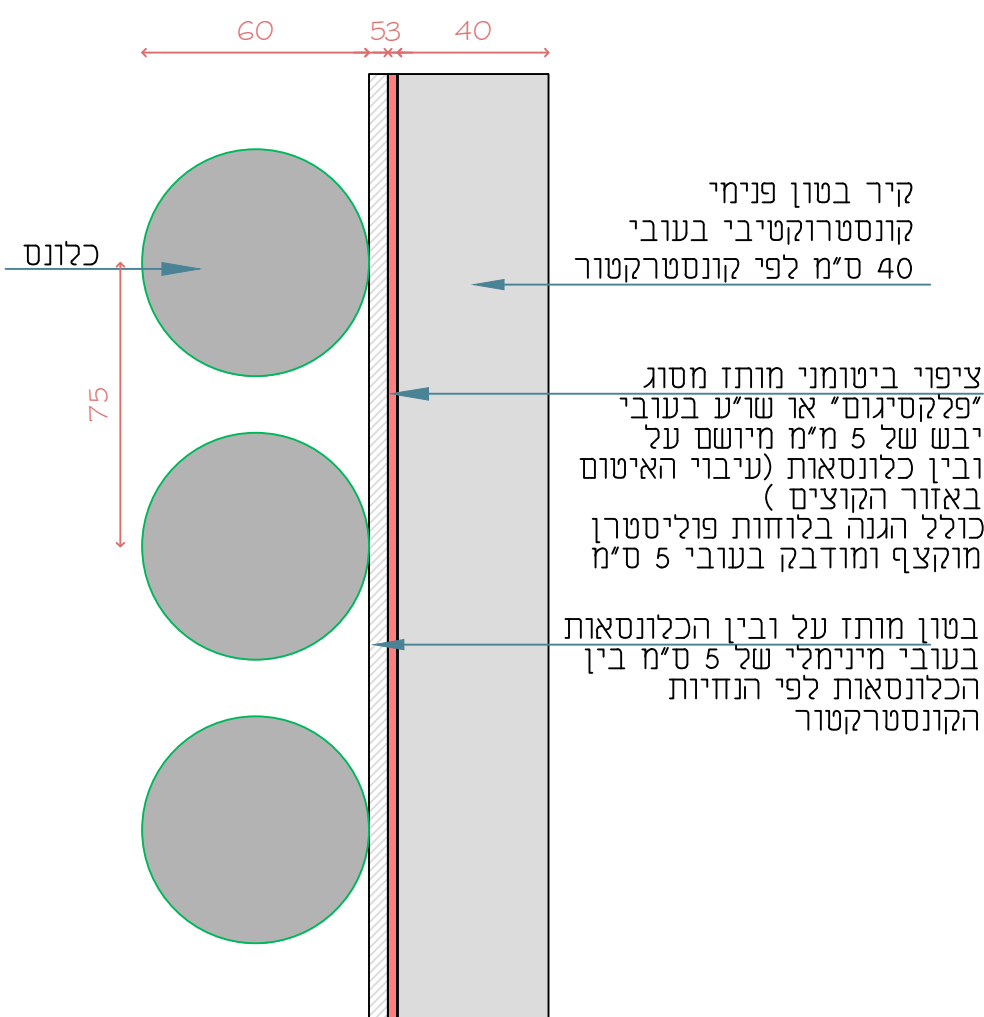 60
53
40
קיר בטון פנימי
קונסטרוקטיבי בעובי
40 ס"מ לפי קונסטרקטור
כלונס
75
ציפוי ביטומני מותז מסוג
"פלקסיגום" או שו"ע בעובי
יבש של 5 מ"מ מיושם על
ובין כלונסאות (עיבוי האיטום
באזור הקוצים )
כולל הגנה בלוחות פוליסטרן
מוקצף ומודבק בעובי 5 ס"מ
בטון מותז על ובין הכלונסאות
בעובי מינימלי של 5 ס"מ בין
הכלונסאות לפי הנחיות
הקונסטרקטור